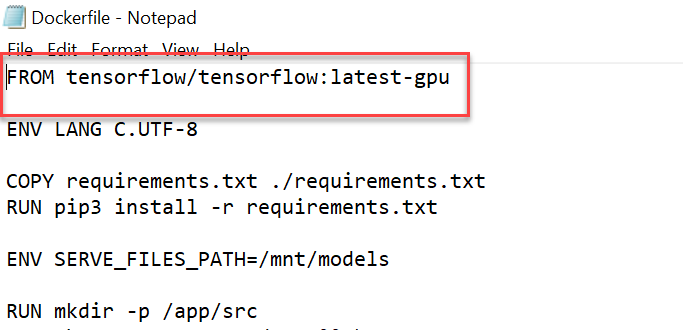 Dockerfile - Notepad
File Edit Format View Help
FROM tensorflow/tensorflow:latest-gpu
ENV LANG C.UTF-8
COPY requirements.txt ./requirements.txt
RUN pip3 install -r requirements.txt
ENV SERVE_FILES_PATH=/mnt/models
RUN mkdir -p /app/src